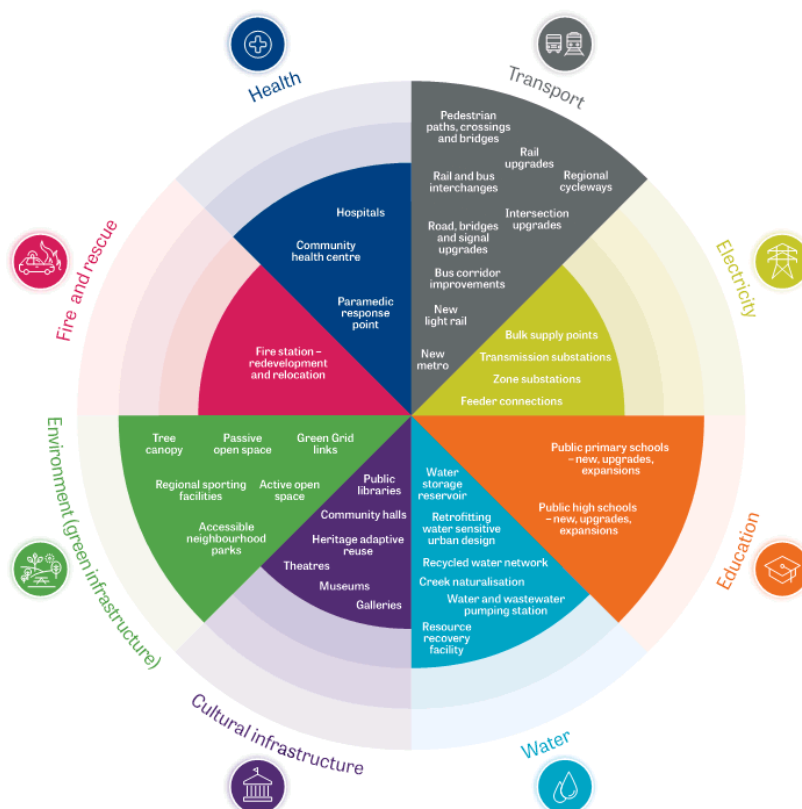 Health
Transport
Electricity
Education
Water
Cultural infrastructure
Environment (green infrastructure)
Fire and rescue
Hospitals
Community
health centre
Paramedic
response
point
Pedestrian
paths, crossings
and bridges
Rail
upgrades
Rail and bus
interchanges
Regional
cycleways
Intersection
upgrades
Road, bridges
and signal
upgrades
Bus corridor
improvements
New
light rail
New
metro
Bulk supply points
Transmission substations
Zone substations
Feeder connections
Public primary schools
– new, upgrades,
expansions
Public high schools
– new, upgrades,
expansions
Water
storage
reservoir
Retrofitting
water sensitive
urban design
Recycled water network
Creek naturalisation
Water and wastewater
pumping station
Resource
recovery
facility
Public
libraries
Community halls
Heritage adaptive
reuse
Theatres
Museums
Galleries
Tree
canopy
Passive
open space
Green Grid
links
Regional sporting
facilities
Active open
space
Accessible
neighbourhood
parks
Fire station –
redevelopment
and relocation